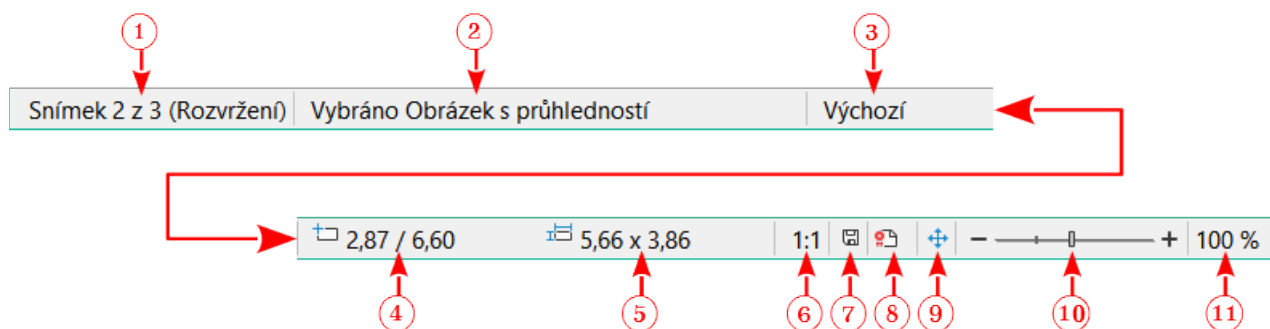 1 2 3
Snímek 2 z 3 (Rozvržení) Vybráno Obrázek s průhledností Výchozí
2,87 / 6,60 5,66 x 3,86 1:1 − + 100 %
4 5 6 7 8 9 10 11